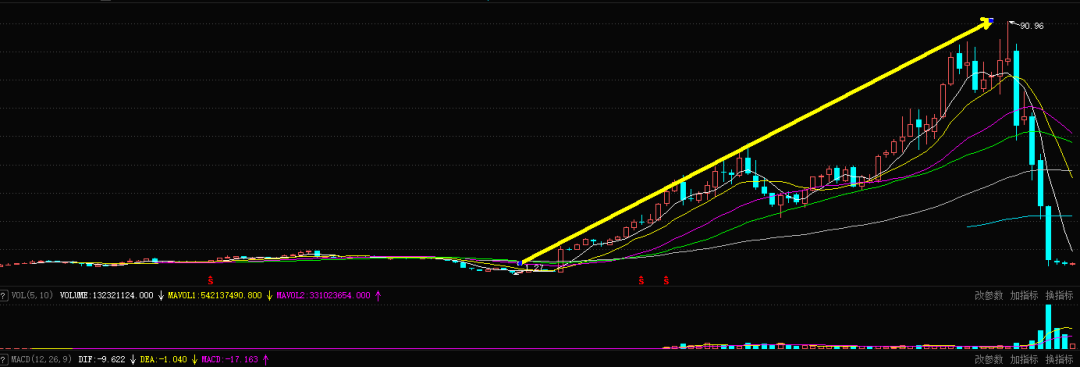 90.96
1.27
Ŝ Ŝ Ŝ
? VOL(5,10) VOLUME:132321124.000 ↓ MAVOL1:542137490.800 ↓ MAVOL2:331023654.000 ↑ 改参数 加指标 换指标
? MACD(12,26,9) DIF:-9.622 ↓ DEA:-1.040 ↓ MACD:-17.163 ↑ 改参数 加指标 换指标